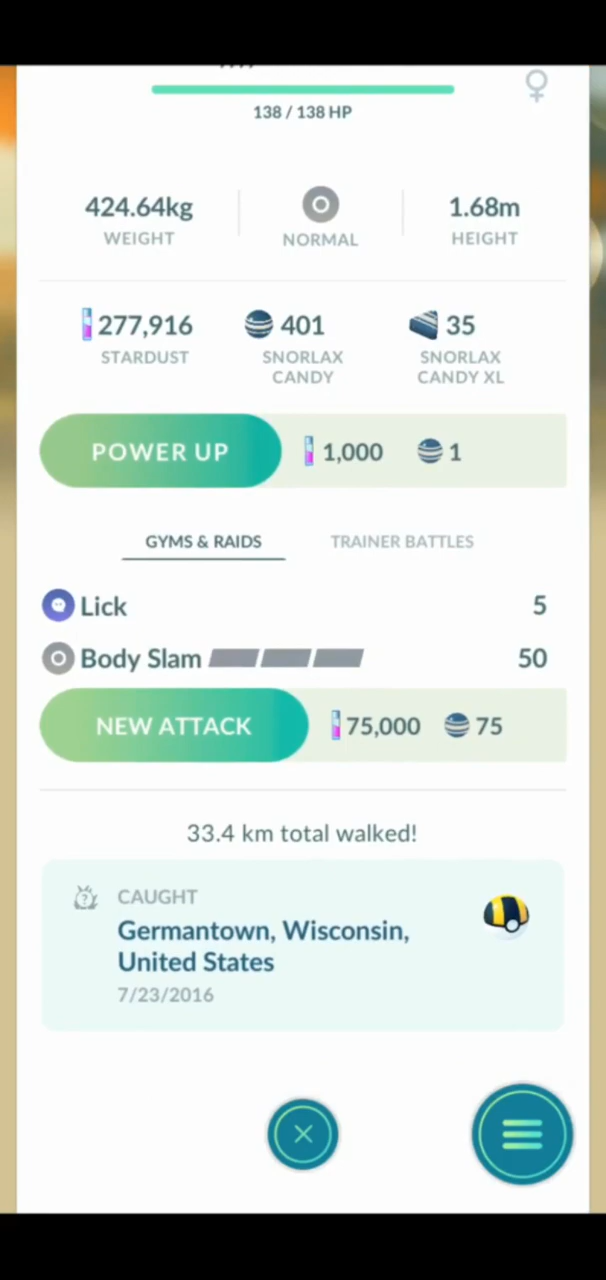 138 / 138 HP
424.64kg
WEIGHT
NORMAL
1.68m
HEIGHT
277,916
STARDUST
401
SNORLAX
CANDY
35
SNORLAX
CANDY XL
POWER UP
1,000
1
GYMS & RAIDS
TRAINER BATTLES
Lick
5
Body Slam
50
NEW ATTACK
75,000
75
33.4 km total walked!
CAUGHT
Germantown, Wisconsin,
United States
7/23/2016